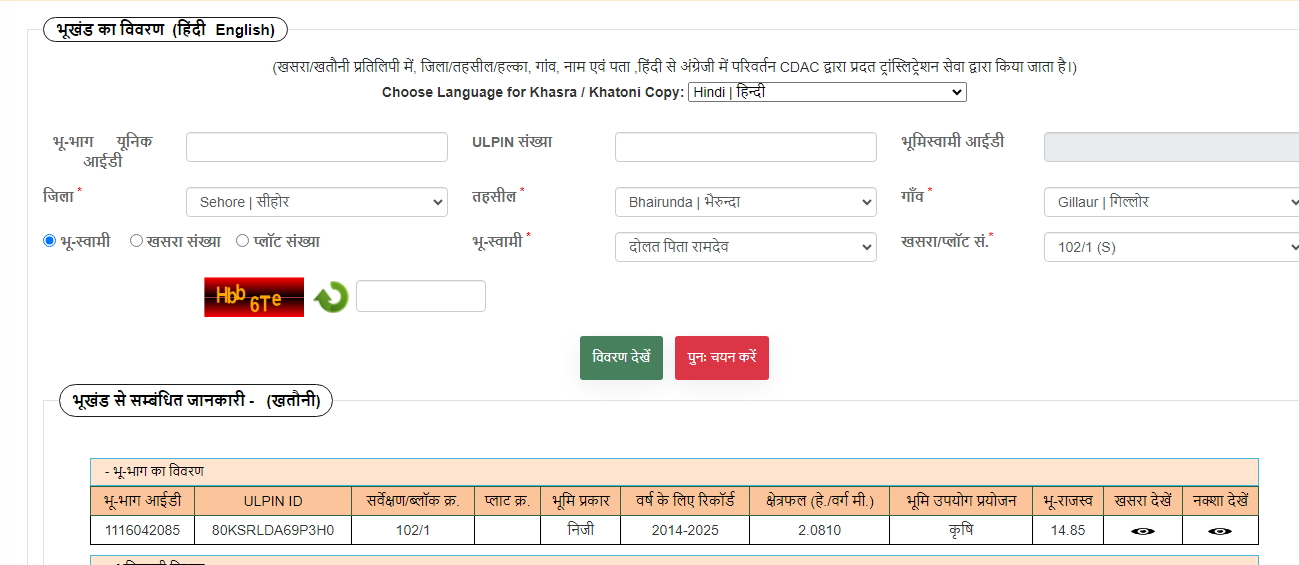 भूखंड का विवरण (हिंदी English)
(खसरा/खतौनी प्रतिलिपी में, जिला/तहसील/हल्का, गांव, नाम एवं पता ,हिंदी से अंग्रेजी में परिवर्तन CDAC द्वारा प्रदत ट्रांस्लिट्रेशन सेवा द्वारा किया जाता है।)
Choose Language for Khasra / Khatoni Copy: Hindi | हिन्दी
भू-भाग यूनिक आईडी ULPIN संख्या भूमिस्वामी आईडी
जिला * Sehore | सीहोर तहसील * Bhairunda | भैरुन्दा गाँव * Gillaur | गिल्लोर
भू-स्वामी खसरा संख्या प्लॉट संख्या भू-स्वामी * दोलत पिता रामदेव खसरा/प्लॉट सं.* 102/1 (S)
Hbb 6Te
विवरण देखें पुनः चयन करें
भूखंड से सम्बंधित जानकारी - (खतौनी)
- भू-भाग का विवरण
भू-भाग आईडी ULPIN ID सर्वेक्षण/ब्लॉक क्र. प्लाट क्र. भूमि प्रकार वर्ष के लिए रिकॉर्ड क्षेत्रफल (हे./वर्ग मी.) भूमि उपयोग प्रयोजन भू-राजस्व खसरा देखें नक्शा देखें
1116042085 80KSRLDA69P3H0 102/1 निजी 2014-2025 2.0810 कृषि 14.85